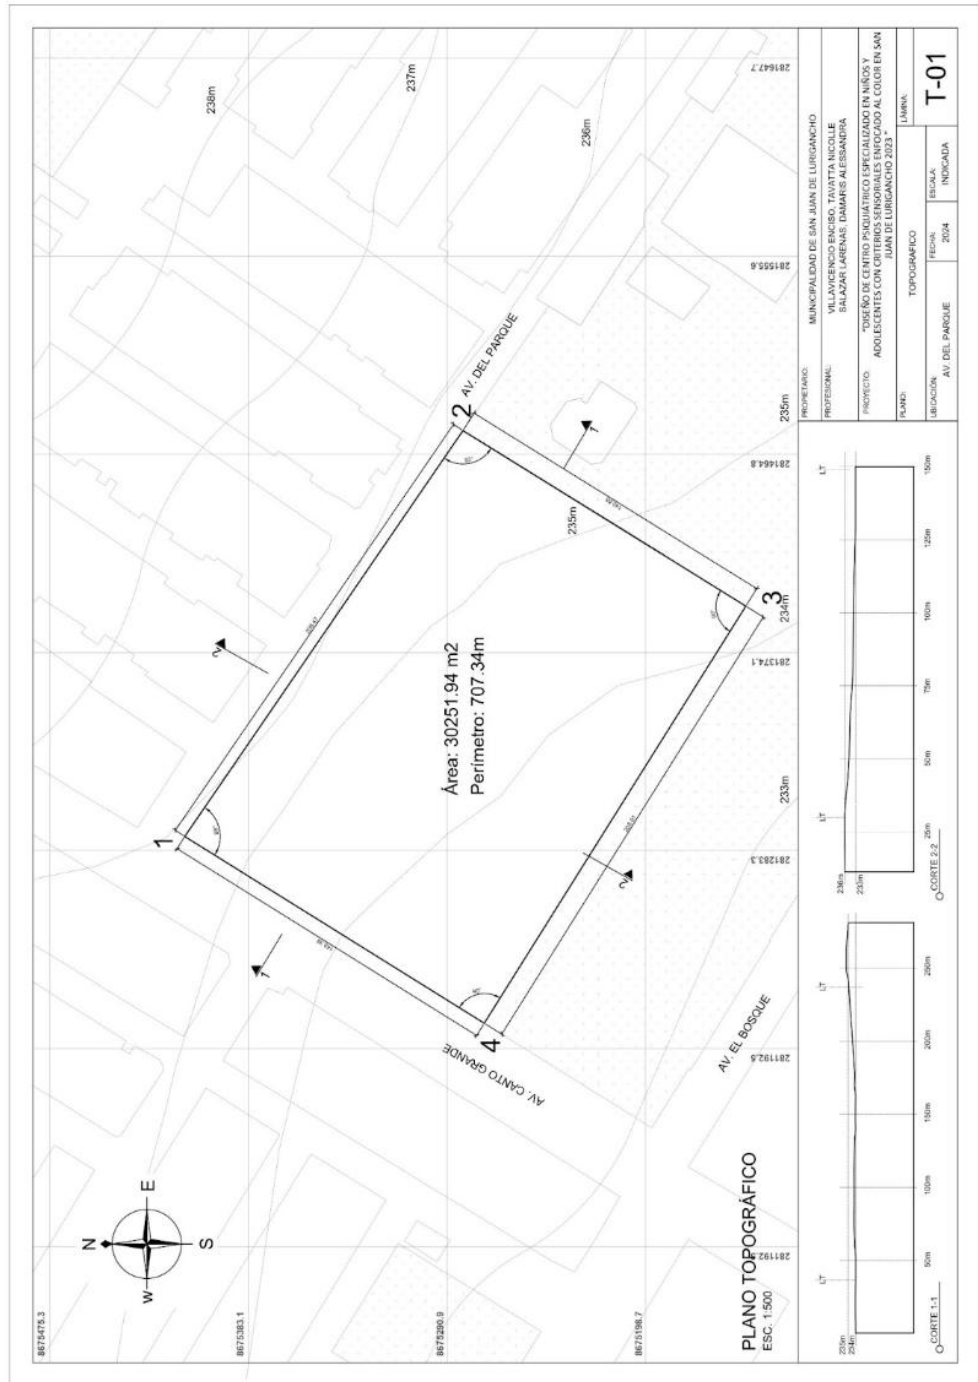 238m
237m
236m
235m
235m
234m
233m
AV. DEL PARQUE
AV. CANTO GRANDE
AV. EL BOSQUE
1
2
3
4
1
1
2
2
Área: 30251.94 m2
Perímetro: 707.34m
N
E
S
W
8675475.3
8675383.1
8675290.9
8675198.7
281192.5
281283.3
281374.1
281464.8
281555.6
281647.7
PLANO TOPOGRÁFICO
ESC. 1:500
CORTE 1-1
LT
LT
50m
100m
150m
200m
250m
CORTE 2-2
236m
233m
LT
LT
25m
50m
75m
100m
125m
150m
PROPIETARIO:
MUNICIPALIDAD DE SAN JUAN DE LURIGANCHO
PROFESIONAL:
VILLAVICENCIO ENCISO, TAVATTA NICOLLE
SALAZAR LARENAS, DAMARIS ALESSANDRA
PROYECTO:
"DISEÑO DE CENTRO PSIQUIÁTRICO ESPECIALIZADO EN NIÑOS Y
ADOLESCENTES CON CRITERIOS SENSORIALES ENFOCADO AL COLOR EN SAN
JUAN DE LURIGANCHO 2023"
PLANO:
TOPOGRAFICO
LÁMINA:
T-01
UBICACIÓN:
AV. DEL PARQUE
FECHA:
2024
ESCALA:
INDICADA